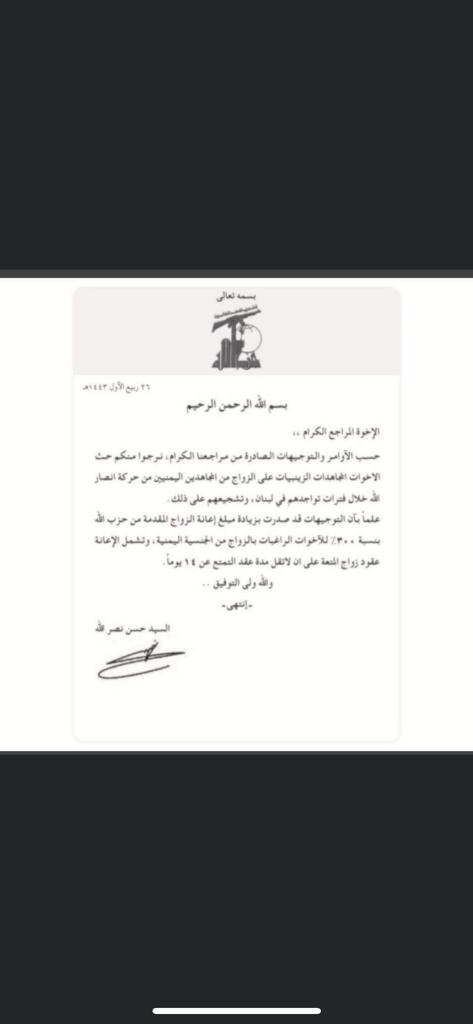 بسمه تعالى
٢٦ ربيع الأول ١٤٤٣هـ
بسم الله الرحمن الرحيم
الإخوة المراجع الكرام ،،
حسب الأوامر والتوجيهات الصادرة من مراجعنا الكرام، نرجوا منكم حث
الاخوات المجاهدات الزينبيات على الزواج من المجاهدين اليمنيين من حركة انصار
الله خلال فترات تواجدهم في لبنان، وتشجيعهم على ذلك.
علماً بآن التوجيهات قد صدرت بزيادة مبلغ إعانة الزواج المقدمة من حزب الله
بنسبة ٣٠٠٪ للآخوات الراغبات بالزواج من الجنسية اليمنية، وتشمل الإعانة
عقود زواج المتعة على ان لاتقل مدة عقد التمتع عن ١٤ يوماً.
والله ولى التوفيق ..
-إنتهى-
السيد حسن نصر الله